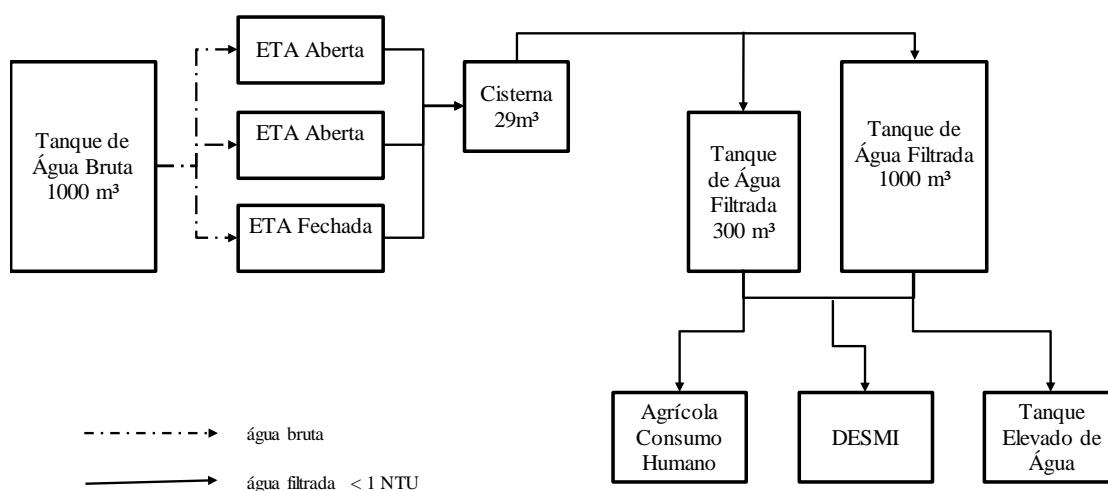 Tanque de
Água Bruta
1000 m³
ETA Aberta
ETA Aberta
ETA Fechada
Cisterna
29m³
Tanque
de Água
Filtrada
300 m³
Tanque de
Água Filtrada
1000 m³
Agrícola
Consumo
Humano
DESMI
Tanque
Elevado de
Água
água bruta
água filtrada < 1 NTU